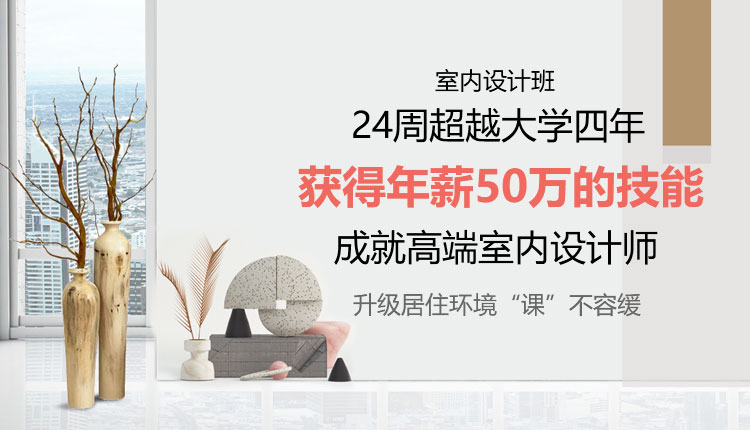 室内设计班
24周超越大学四年
获得年薪50万的技能
成就高端室内设计师
升级居住环境“课”不容缓